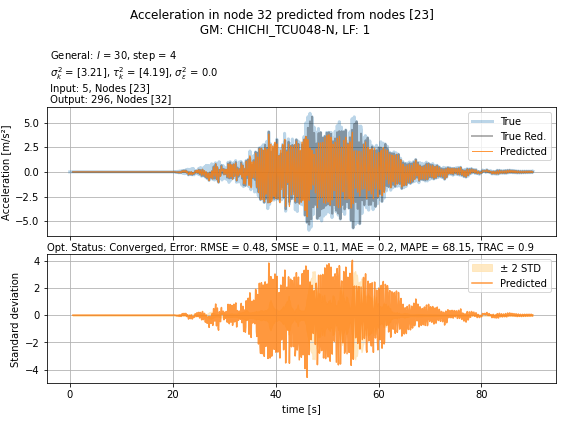 Acceleration in node 32 predicted from nodes [23]
GM: CHICHI_TCU048-N, LF: 1
General: l = 30, step = 4
σ²ₖ = [3.21], τ²ₖ = [4.19], σ²ε = 0.0
Input: 5, Nodes [23]
Output: 296, Nodes [32]
Acceleration [m/s²]
5.0
2.5
0.0
−2.5
−5.0
True
True Red.
Predicted
Opt. Status: Converged, Error: RMSE = 0.48, SMSE = 0.11, MAE = 0.2, MAPE = 68.15, TRAC = 0.9
Standard deviation
4
2
0
−2
−4
± 2 STD
Predicted
0 20 40 60 80
time [s]